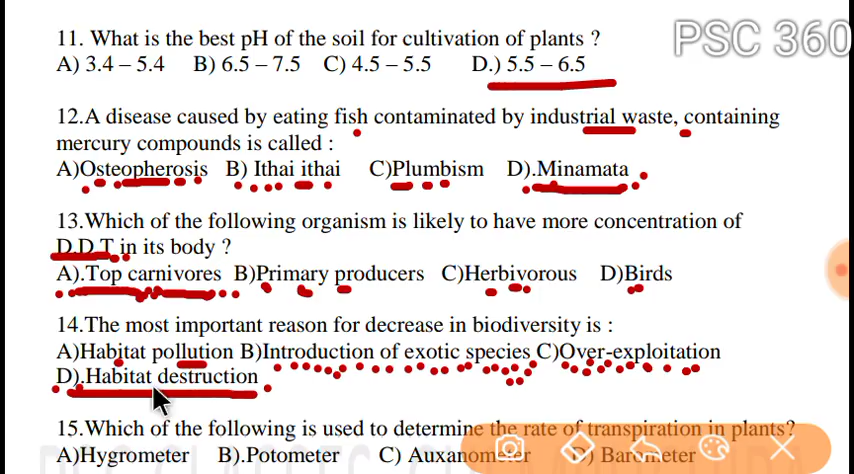 PSC 360
11. What is the best pH of the soil for cultivation of plants ?
A) 3.4 – 5.4 B) 6.5 – 7.5 C) 4.5 – 5.5 D.) 5.5 – 6.5
12.A disease caused by eating fish contaminated by industrial waste, containing
mercury compounds is called :
A)Osteopherosis B) Ithai ithai C)Plumbism D).Minamata
13.Which of the following organism is likely to have more concentration of
D.D.T in its body ?
A).Top carnivores B)Primary producers C)Herbivorous D)Birds
14.The most important reason for decrease in biodiversity is :
A)Habitat pollution B)Introduction of exotic species C)Over-exploitation
D).Habitat destruction
15.Which of the following is used to determine the rate of transpiration in plants?
A)Hygrometer B).Potometer C) Auxanometer D) Barometer